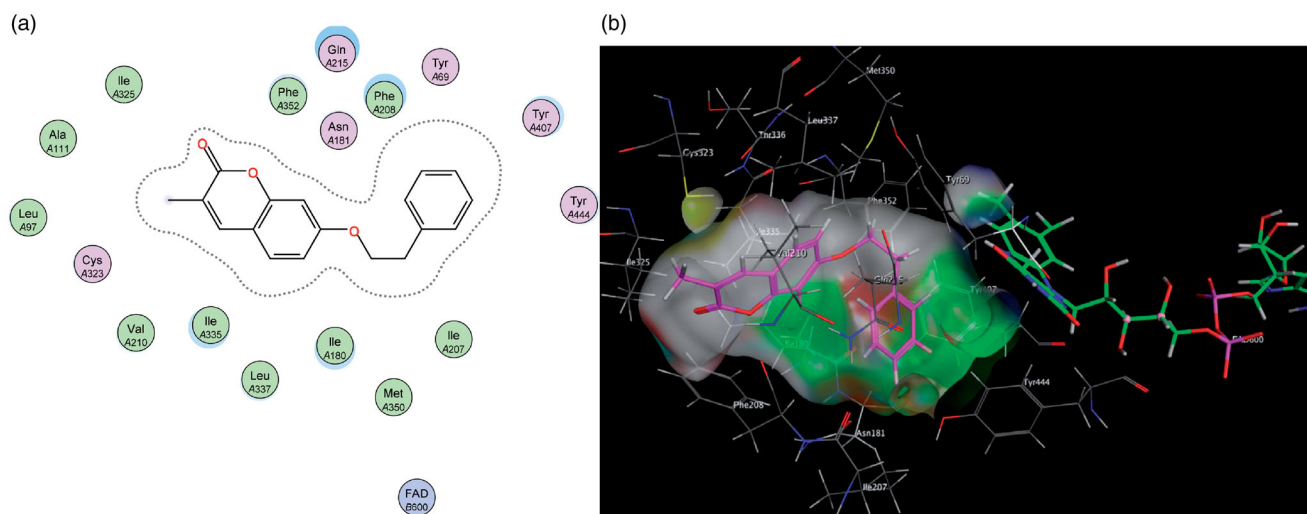 (a)
(b)
Gln
A215
Tyr
A69
Ile
A325
Phe
A352
Phe
A208
Tyr
A407
Asn
A181
Ala
A111
O
O
Leu
A97
Tyr
A444
O
Cys
A323
Val
A210
Ile
A335
Ile
A180
Ile
A207
Leu
A337
Met
A350
FAD
B600
Met350
Leu337
Thr336
Cys323
Tyr69
Phe352
Val210
Ile325
Tyr407
Tyr444
Phe208
Asn181
Ile207